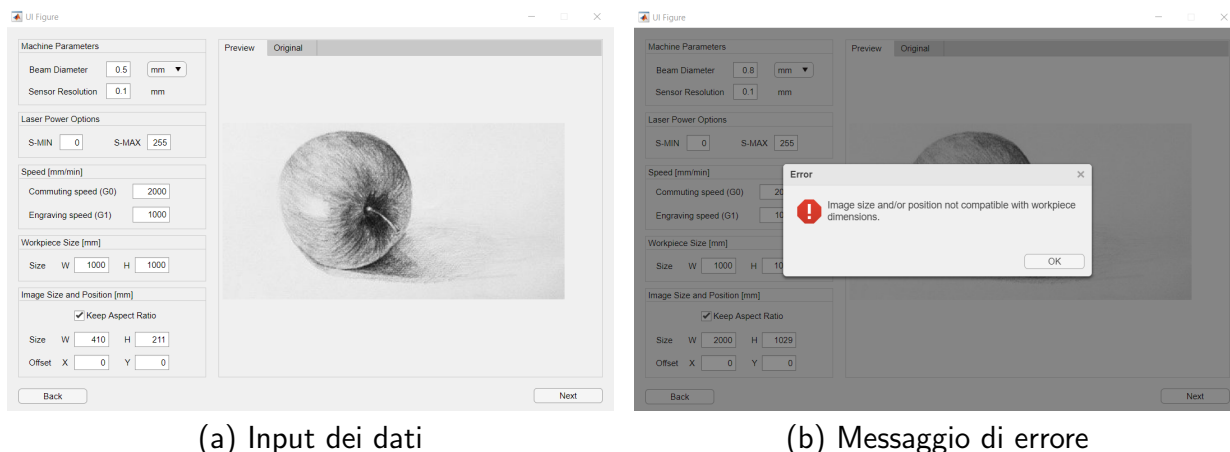 UI Figure
Machine Parameters
Beam Diameter 0.5 mm
Sensor Resolution 0.1 mm
Laser Power Options
S-MIN 0 S-MAX 255
Speed [mm/min]
Commuting speed (G0) 2000
Engraving speed (G1) 1000
Workpiece Size [mm]
Size W 1000 H 1000
Image Size and Position [mm]
Keep Aspect Ratio
Size W 410 H 211
Offset X 0 Y 0
Back
Preview Original
Next
(a) Input dei dati
UI Figure
Machine Parameters
Beam Diameter 0.8 mm
Sensor Resolution 0.1 mm
Laser Power Options
S-MIN 0 S-MAX 255
Speed [mm/min]
Commuting speed (G0) 20
Engraving speed (G1) 10
Workpiece Size [mm]
Size W 1000 H 10
Image Size and Position [mm]
Keep Aspect Ratio
Size W 2000 H 1029
Offset X 0 Y 0
Back
Preview Original
Error
Image size and/or position not compatible with workpiece
dimensions.
OK
Next
(b) Messaggio di errore